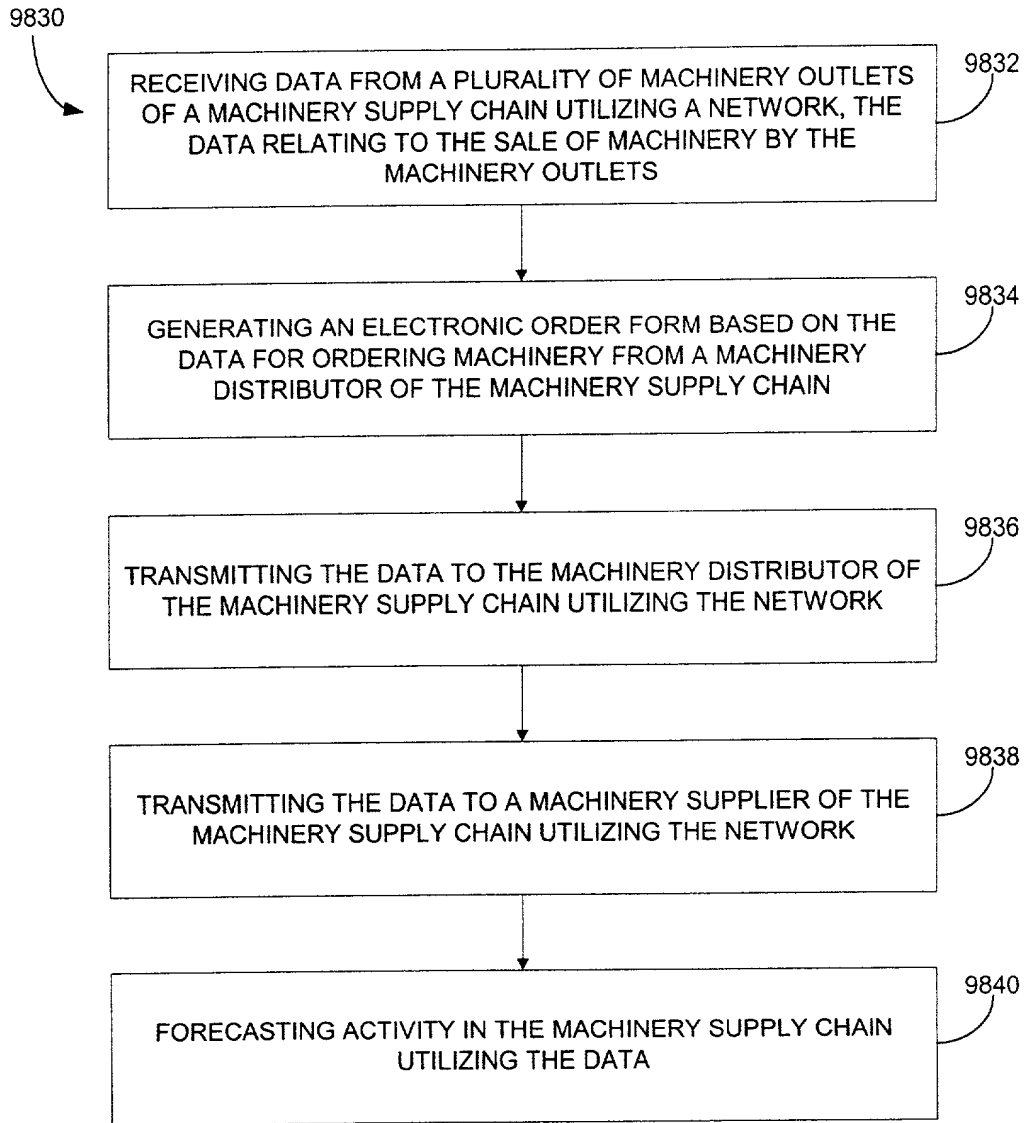 9830
9832
RECEIVING DATA FROM A PLURALITY OF MACHINERY OUTLETS
OF A MACHINERY SUPPLY CHAIN UTILIZING A NETWORK, THE
DATA RELATING TO THE SALE OF MACHINERY BY THE
MACHINERY OUTLETS
9834
GENERATING AN ELECTRONIC ORDER FORM BASED ON THE
DATA FOR ORDERING MACHINERY FROM A MACHINERY
DISTRIBUTOR OF THE MACHINERY SUPPLY CHAIN
9836
TRANSMITTING THE DATA TO THE MACHINERY DISTRIBUTOR OF
THE MACHINERY SUPPLY CHAIN UTILIZING THE NETWORK
9838
TRANSMITTING THE DATA TO A MACHINERY SUPPLIER OF THE
MACHINERY SUPPLY CHAIN UTILIZING THE NETWORK
9840
FORECASTING ACTIVITY IN THE MACHINERY SUPPLY CHAIN
UTILIZING THE DATA